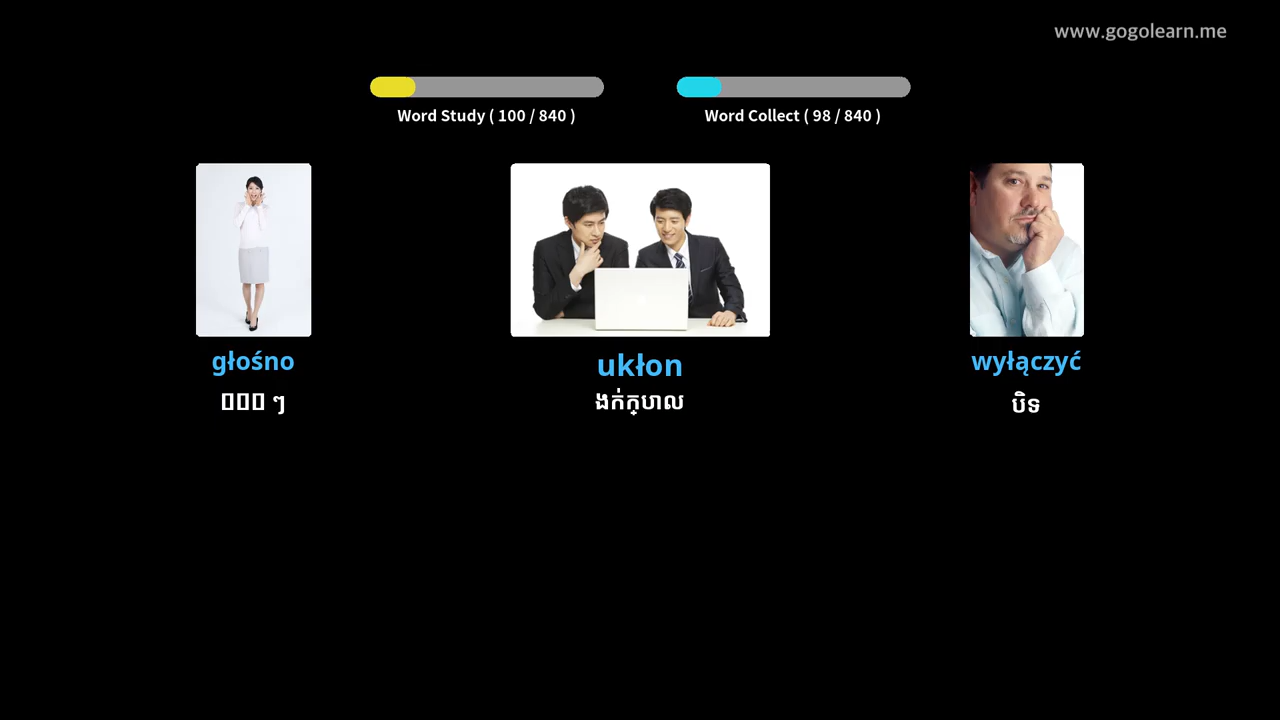 www.gogolearn.me
Word Study ( 100 / 840 )
Word Collect ( 98 / 840 )
głośno
ukłon
wyłączyć
ៗ
ងក់ក្បាល
បិទ